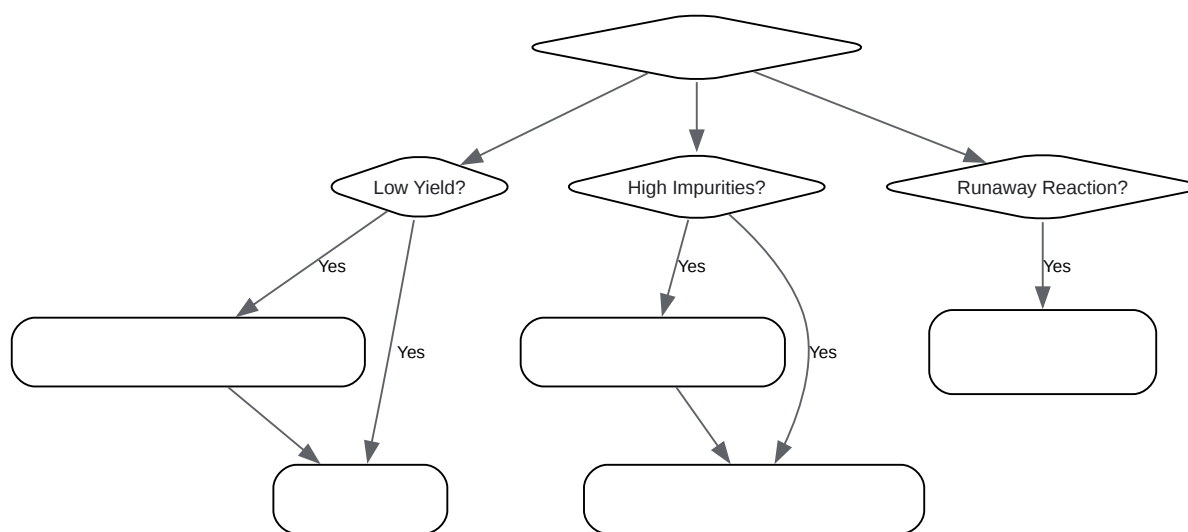 Low Yield?
High Impurities?
Runaway Reaction?
Yes
Yes
Yes
Yes
Yes